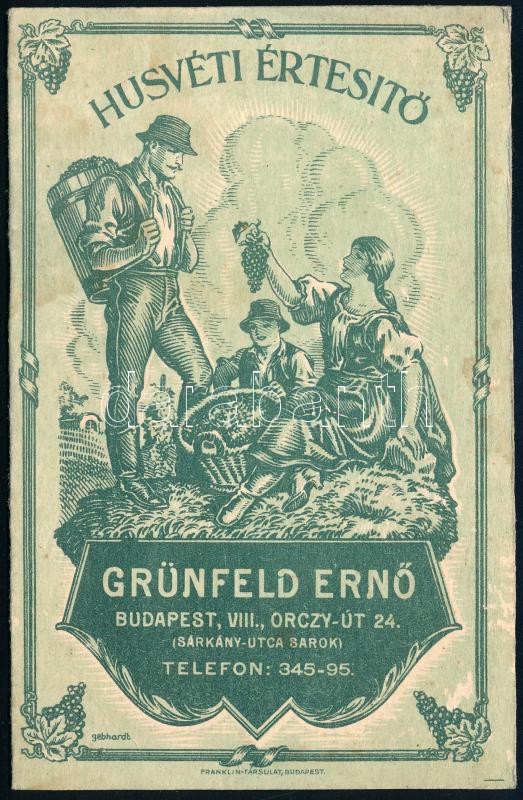 HUSVÉTI ÉRTESITŐ
darabanth
GRÜNFELD ERNŐ
BUDAPEST, VIII., ORCZY-ÚT 24.
(SÁRKÁNY-UTCA SAROK)
TELEFON: 345-95.
gebhardt
FRANKLIN-TÁRSULAT, BUDAPEST.